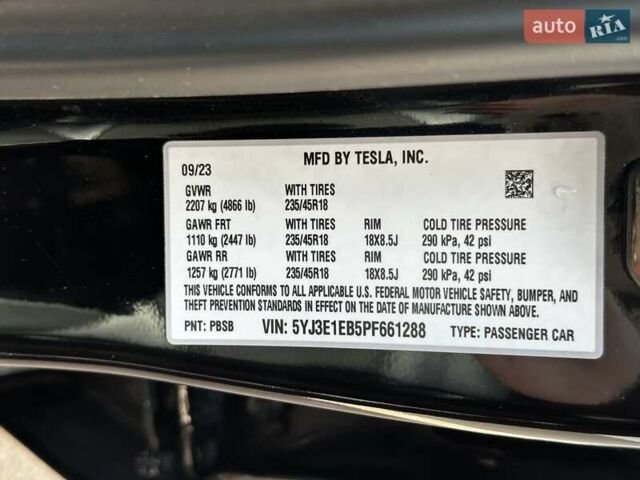 auto RIA.com
MFD BY TESLA, INC.
09/23
GVWR WITH TIRES
2207 kg (4866 lb) 235/45R18
GAWR FRT WITH TIRES RIM COLD TIRE PRESSURE
1110 kg (2447 lb) 235/45R18 18X8.5J 290 kPa, 42 psi
GAWR RR WITH TIRES RIM COLD TIRE PRESSURE
1257 kg (2771 lb) 235/45R18 18X8.5J 290 kPa, 42 psi
THIS VEHICLE CONFORMS TO ALL APPLICABLE U.S. FEDERAL MOTOR VEHICLE SAFETY, BUMPER, AND
THEFT PREVENTION STANDARDS IN EFFECT ON THE DATE OF MANUFACTURE SHOWN ABOVE.
PNT: PBSB VIN: 5YJ3E1EB5PF661288 TYPE: PASSENGER CAR